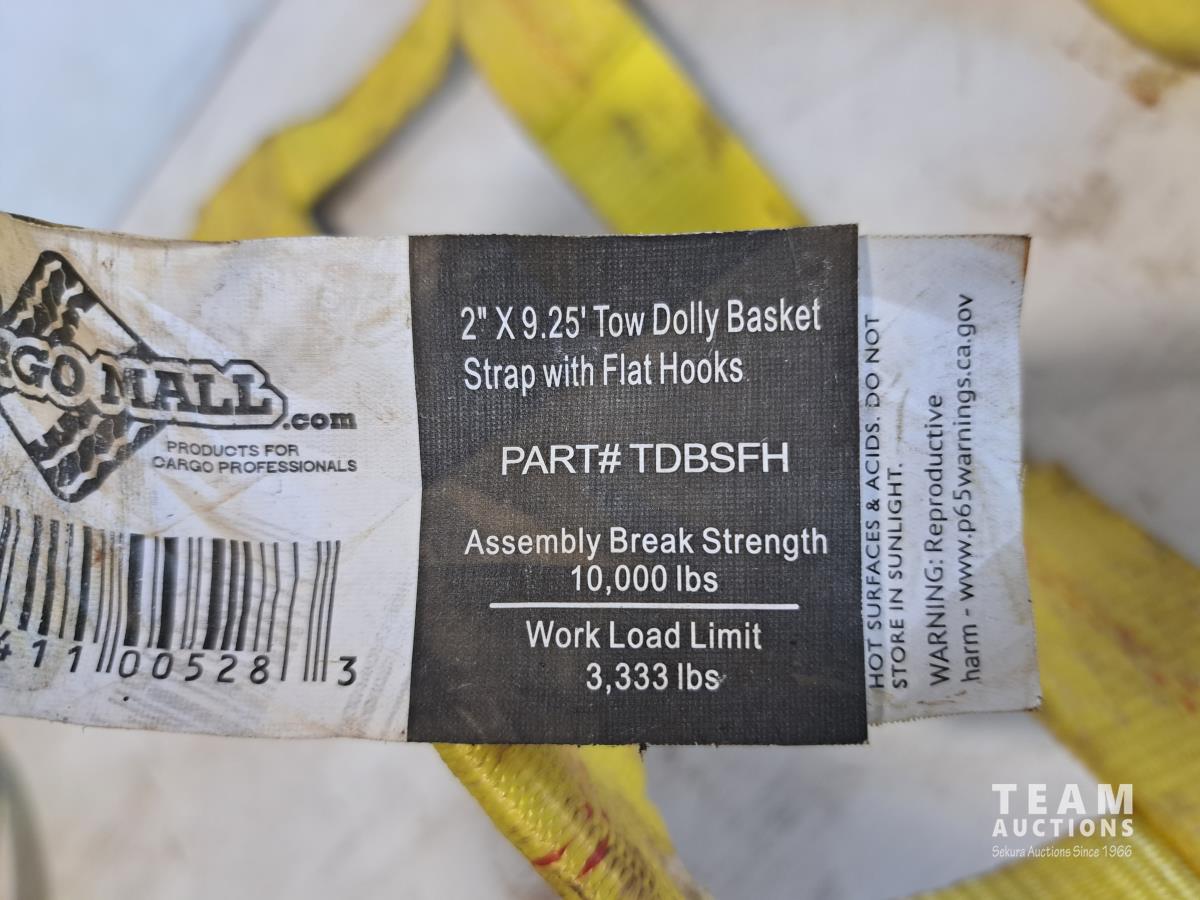 RGO MALL
.com
PRODUCTS FOR
CARGO PROFESSIONALS
411 00528 3
2" X 9.25' Tow Dolly Basket
Strap with Flat Hooks
PART# TDBSFH
Assembly Break Strength
10,000 lbs
Work Load Limit
3,333 lbs
HOT SURFACES & ACIDS. DO NOT
STORE IN SUNLIGHT.
WARNING: Reproductive
harm - www.p65warnings.ca.gov
TEAM
AUCTIONS
Sekura Auctions Since 1966